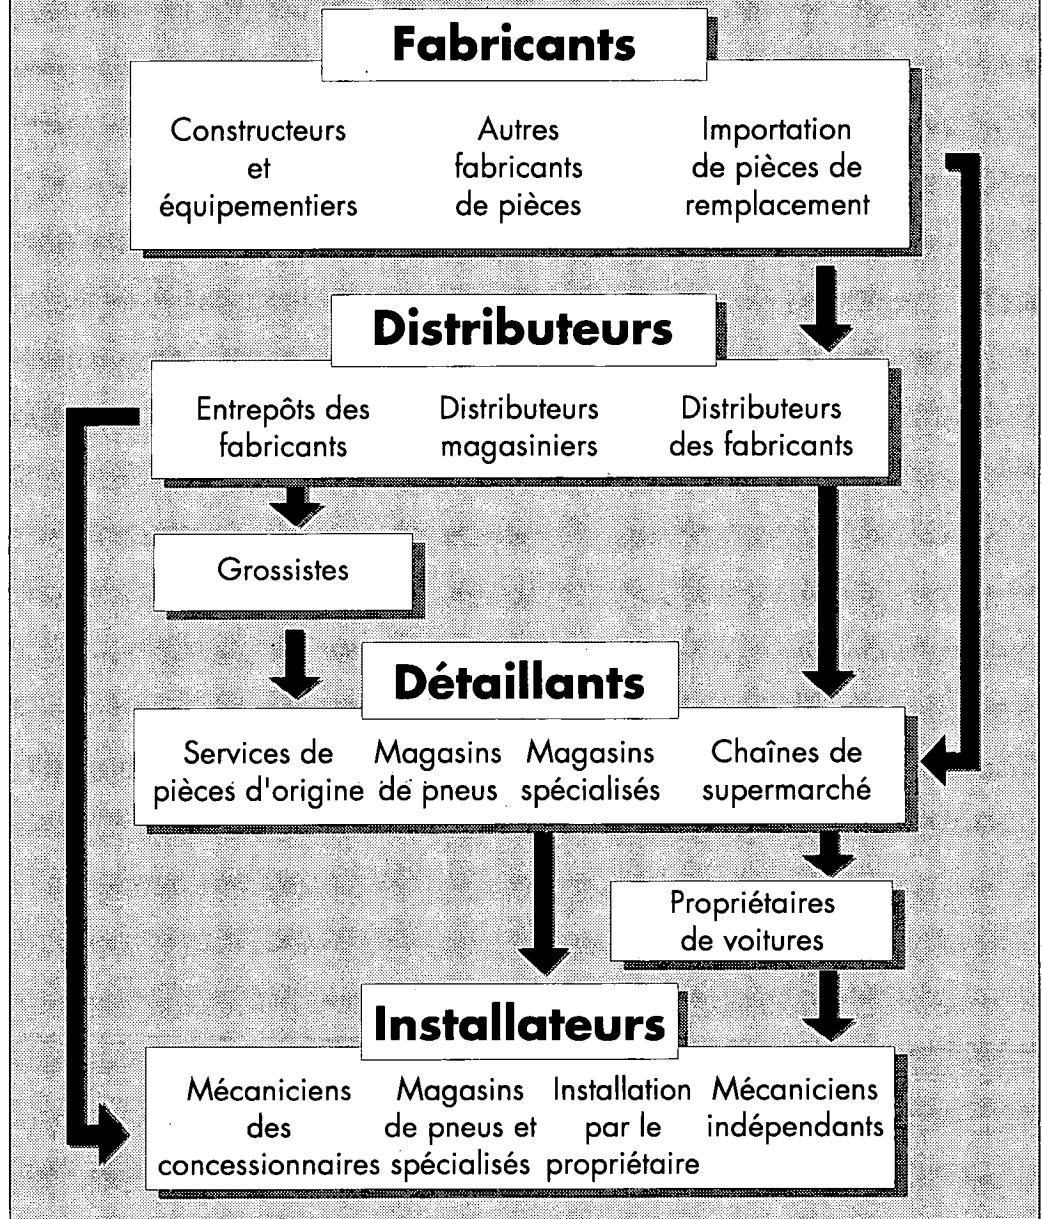 Fabricants
Constructeurs
et
équipementiers
Autres
fabricants
de pièces
Importation
de pièces de
remplacement
Distributeurs
Entrepôts des
fabricants
Distributeurs
magasiniers
Distributeurs
des fabricants
Grossistes
Détaillants
Services de
pièces d'origine
Magasins
de pneus
Magasins
spécialisés
Chaînes de
supermarché
Propriétaires
de voitures
Installateurs
Mécaniciens
des
concessionnaires
Magasins
de pneus et
spécialisés
Installation
par le
propriétaire
Mécaniciens
indépendants